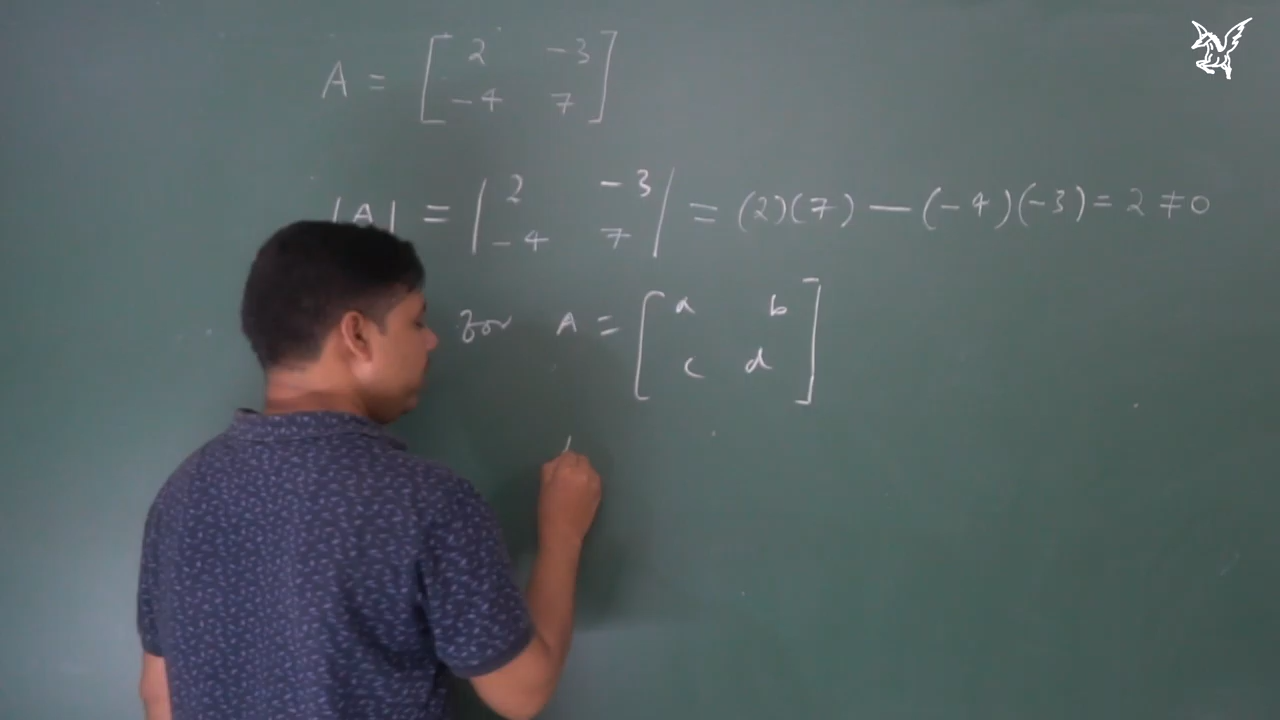 A = [ 2 -3
-4 7 ]
|A| = | 2 -3
-4 7 | = (2)(7) — (-4)(-3) = 2 ≠ 0
For A = [ a b
c d ]